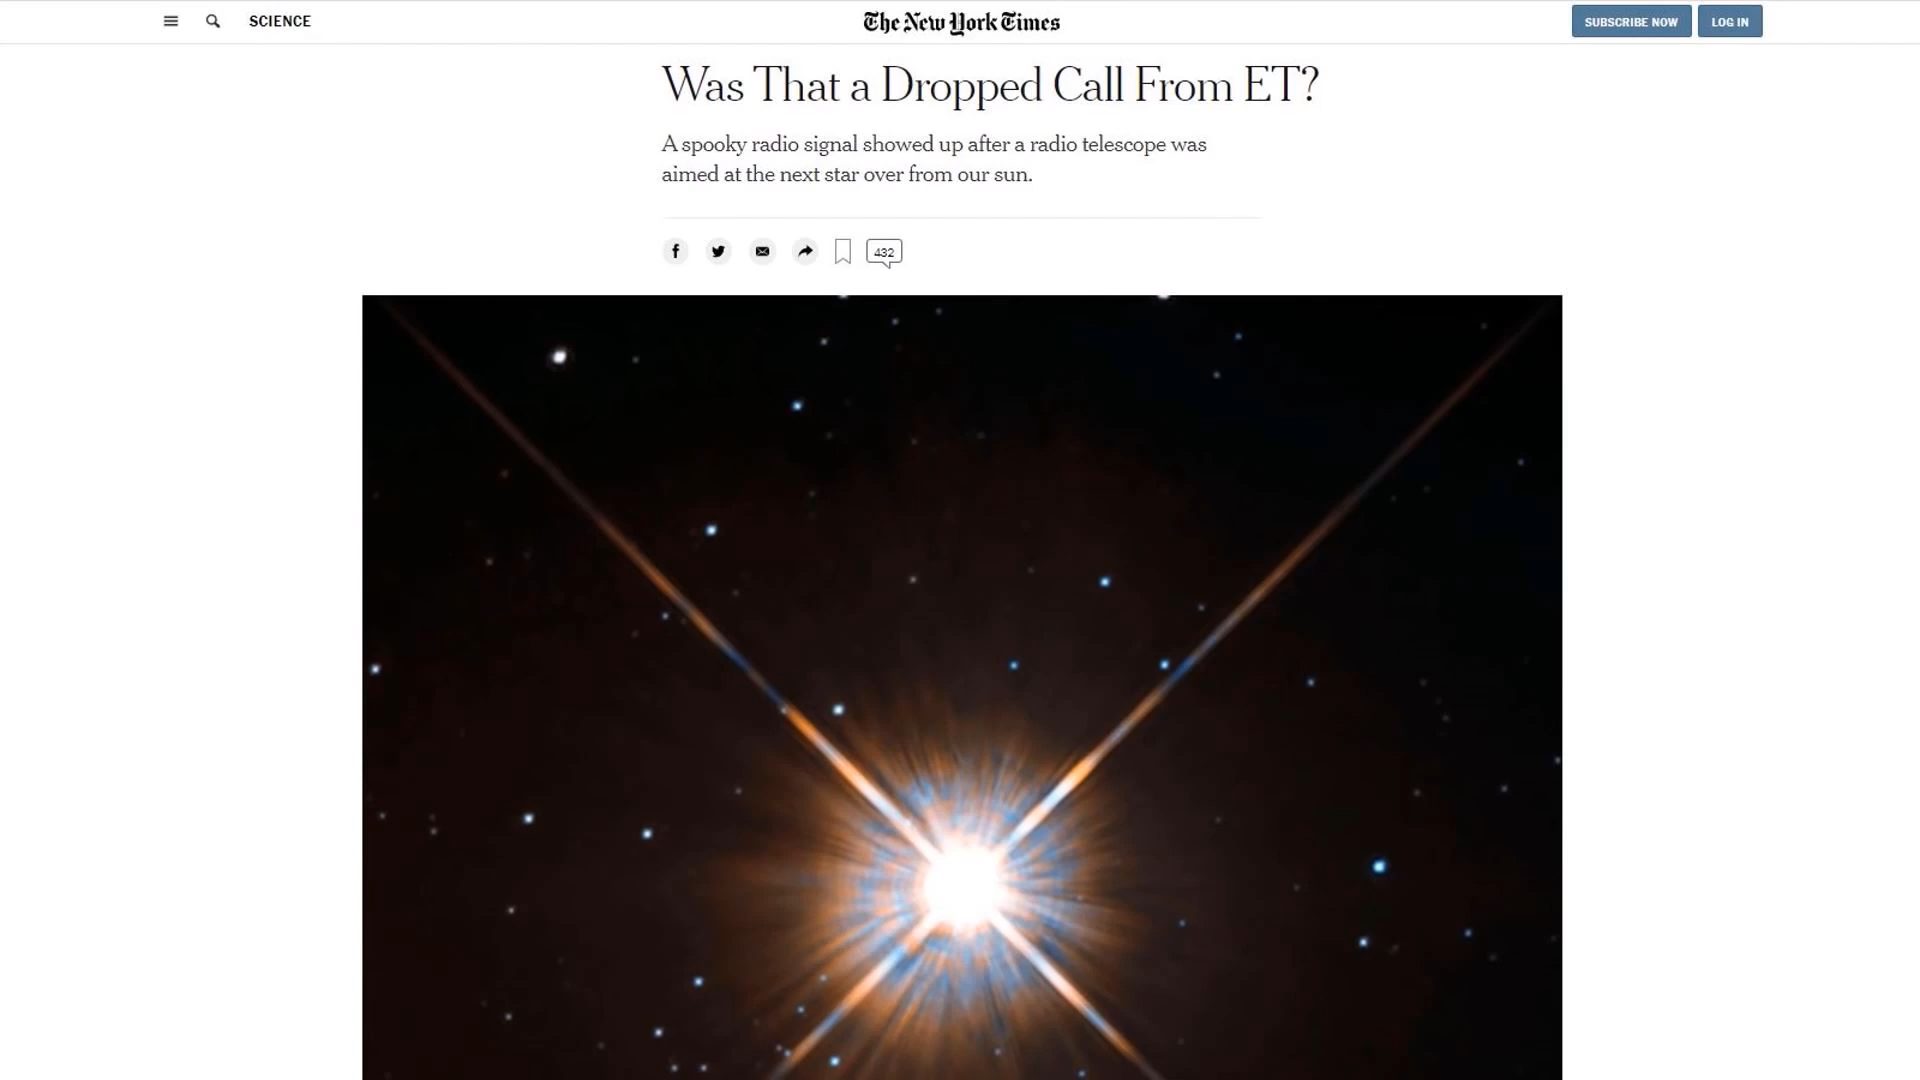 SCIENCE
The New York Times
SUBSCRIBE NOW
LOG IN
Was That a Dropped Call From ET?
A spooky radio signal showed up after a radio telescope was
aimed at the next star over from our sun.
432